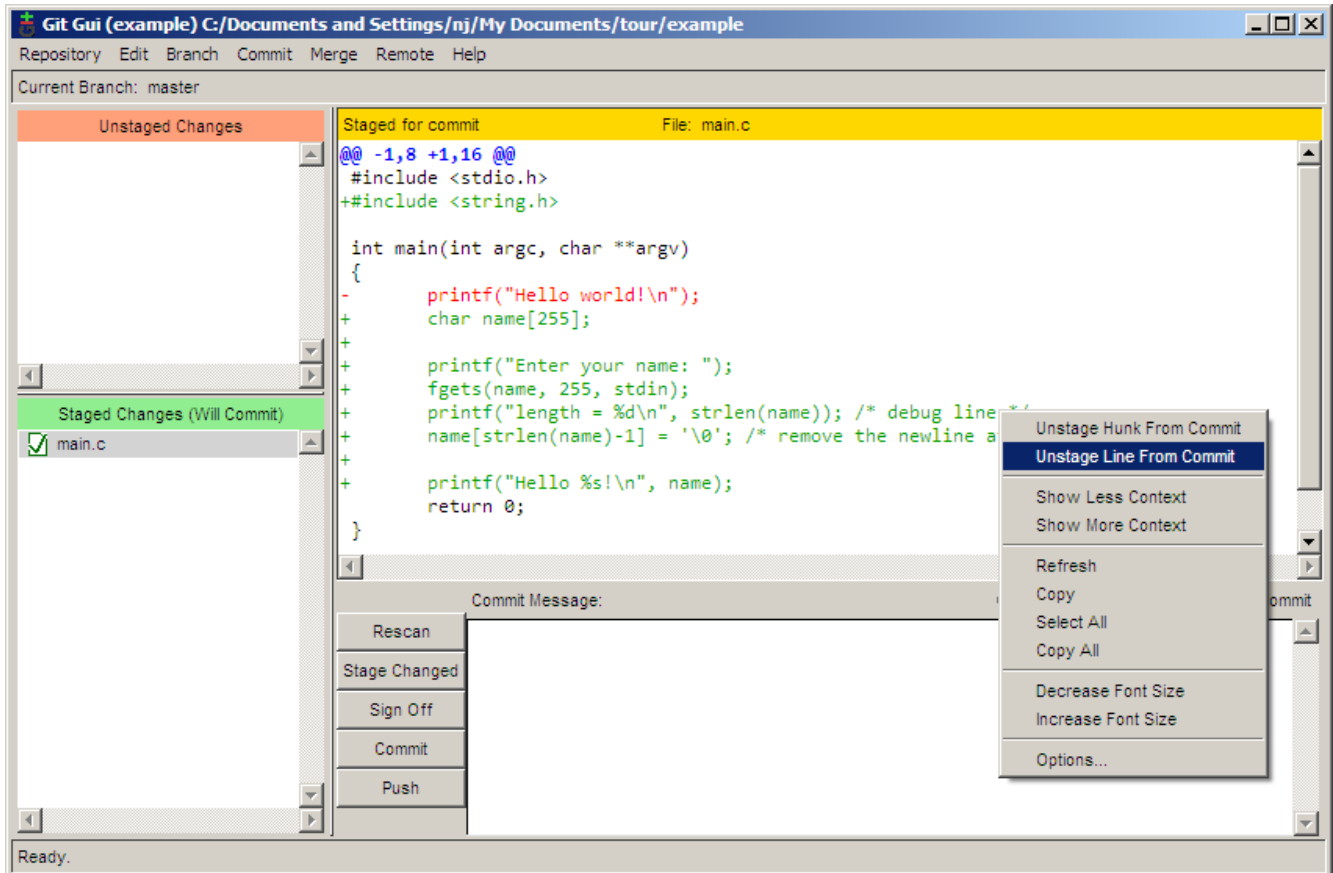 Git Gui (example) C:/Documents and Settings/nj/My Documents/tour/example
Repository Edit Branch Commit Merge Remote Help
Current Branch: master
Unstaged Changes
Staged Changes (Will Commit)
main.c
Staged for commit File: main.c
@@ -1,8 +1,16 @@
 #include <stdio.h>
+#include <string.h>
 int main(int argc, char **argv)
 {
-       printf("Hello world!\n");
+       char name[255];
+
+       printf("Enter your name: ");
+       fgets(name, 255, stdin);
+       printf("length = %d\n", strlen(name)); /* debug line */
+       name[strlen(name)-1] = '\0'; /* remove the newline a
+
+       printf("Hello %s!\n", name);
        return 0;
 }
Unstage Hunk From Commit
Unstage Line From Commit
Show Less Context
Show More Context
Refresh
Copy
Select All
Copy All
Decrease Font Size
Increase Font Size
Options...
Commit Message:
ommit
Rescan
Stage Changed
Sign Off
Commit
Push
Ready.